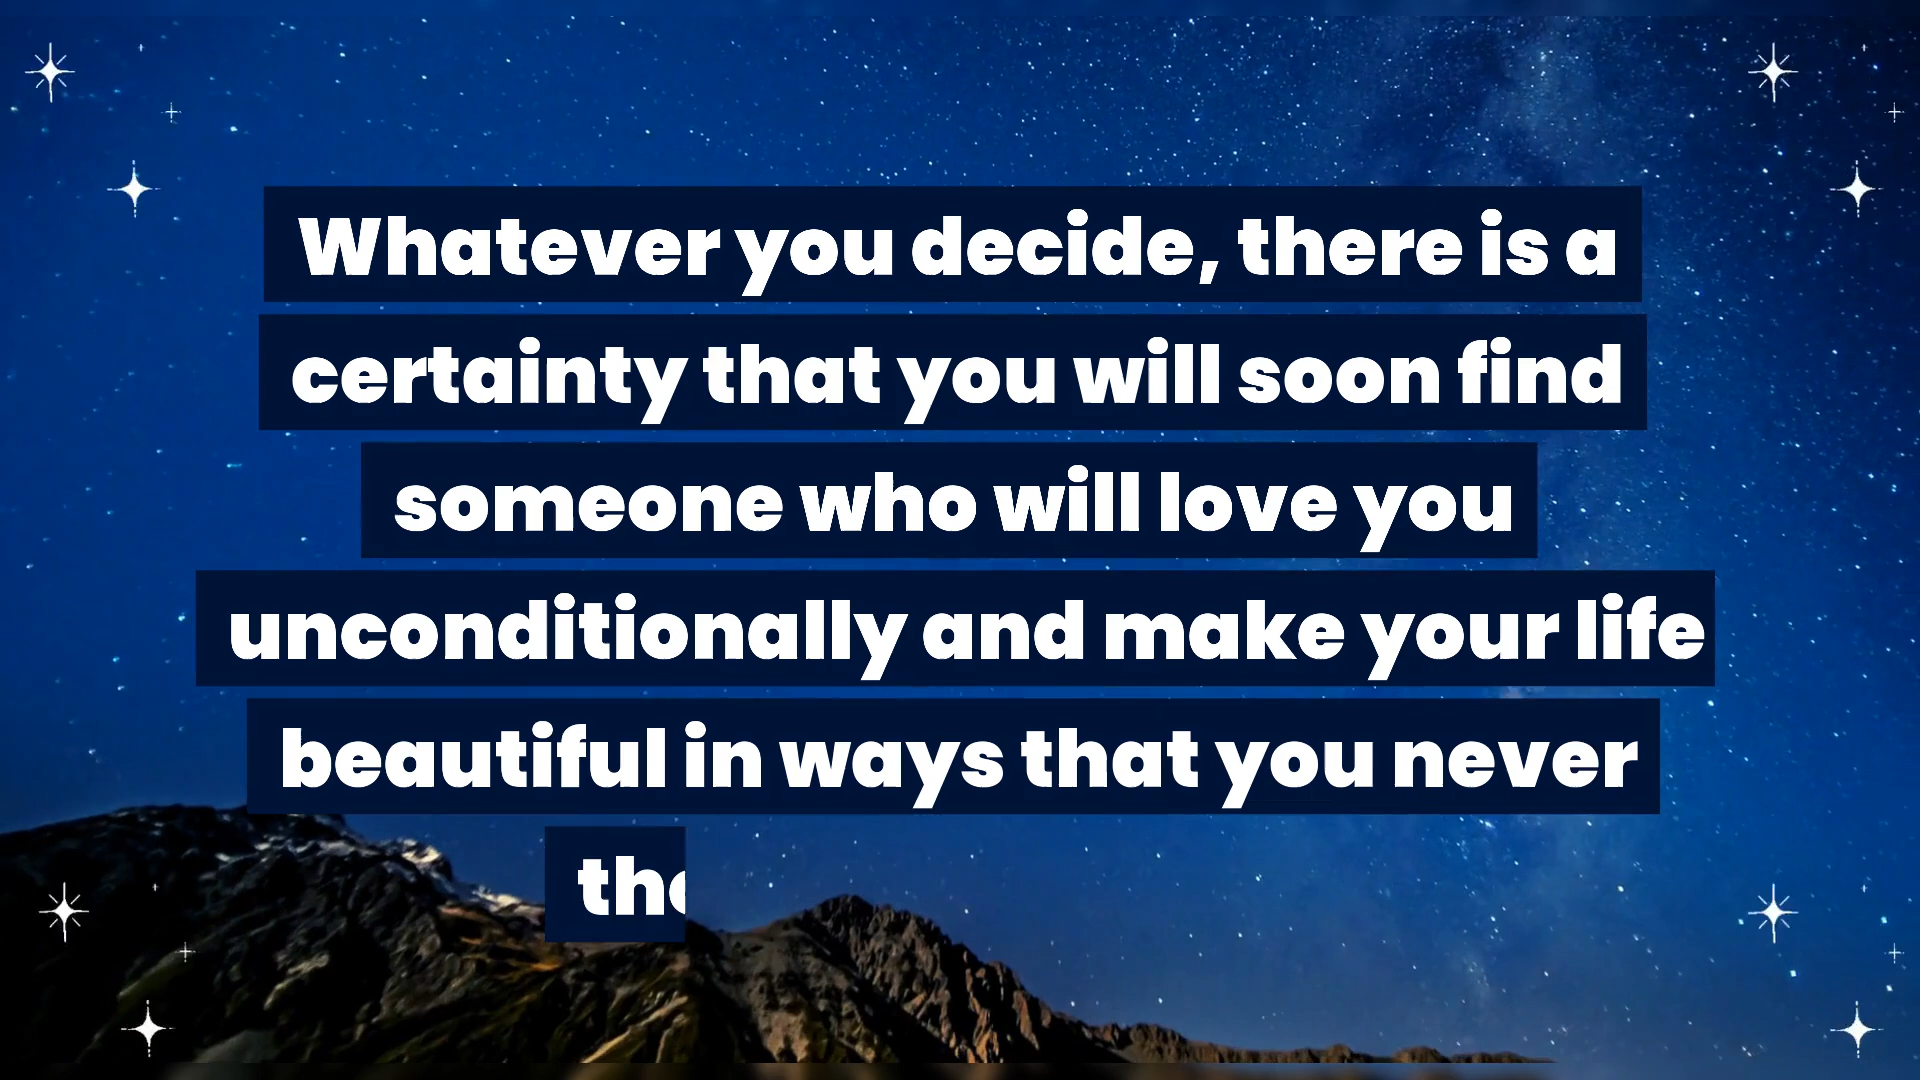 Whatever you decide, there is a
certainty that you will soon find
someone who will love you
unconditionally and make your life
beautiful in ways that you never